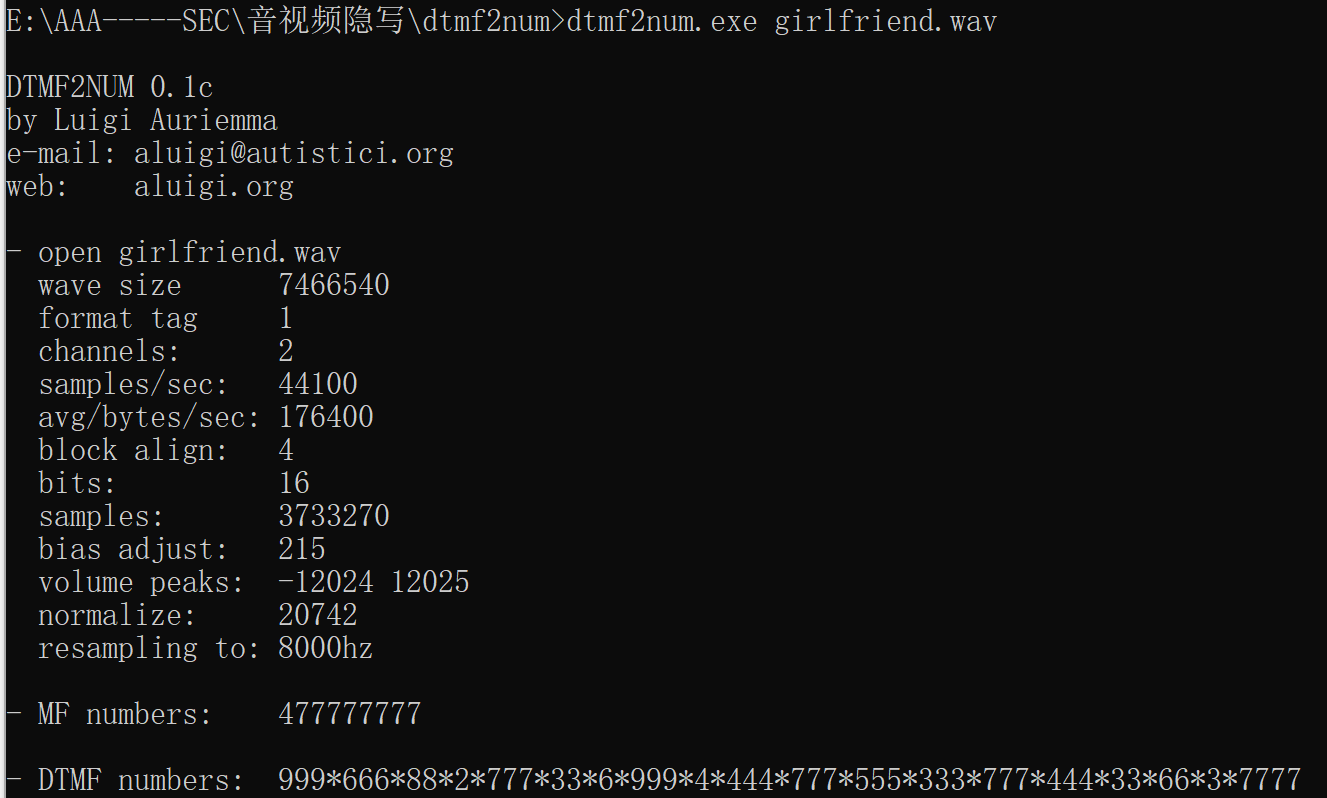 E:\AAA-----SEC\音视频隐写\dtmf2num>dtmf2num.exe girlfriend.wav
DTMF2NUM 0.1c
by Luigi Auriemma
e-mail: aluigi@autistici.org
web:    aluigi.org
- open girlfriend.wav
  wave size      7466540
  format tag     1
  channels:      2
  samples/sec:   44100
  avg/bytes/sec: 176400
  block align:   4
  bits:          16
  samples:       3733270
  bias adjust:   215
  volume peaks:  -12024 12025
  normalize:     20742
  resampling to: 8000hz
- MF numbers:    477777777
- DTMF numbers:  999*666*88*2*777*33*6*999*4*444*777*555*333*777*444*33*66*3*7777